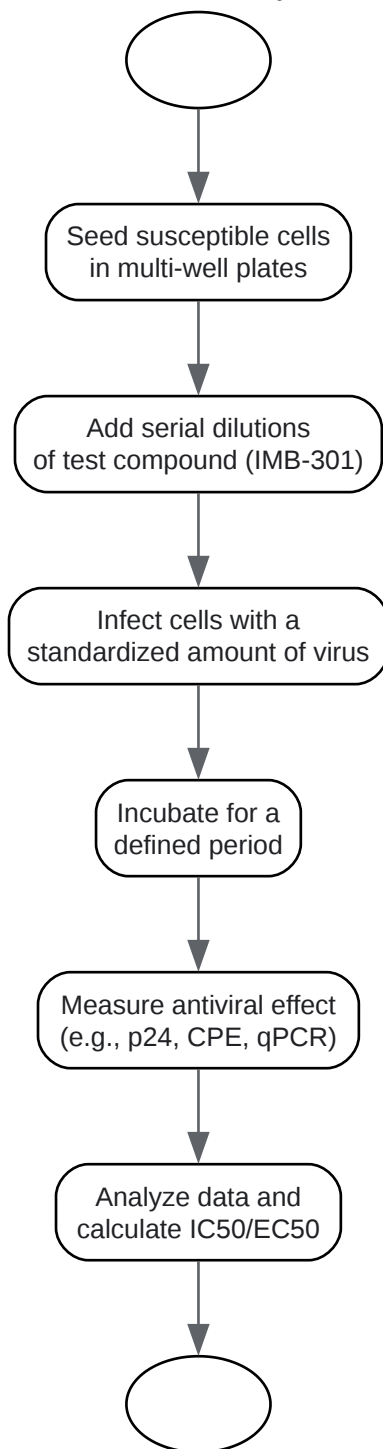 Seed susceptible cells
in multi-well plates
Add serial dilutions
of test compound (IMB-301)
Infect cells with a
standardized amount of virus
Incubate for a
defined period
Measure antiviral effect
(e.g., p24, CPE, qPCR)
Analyze data and
calculate IC50/EC50